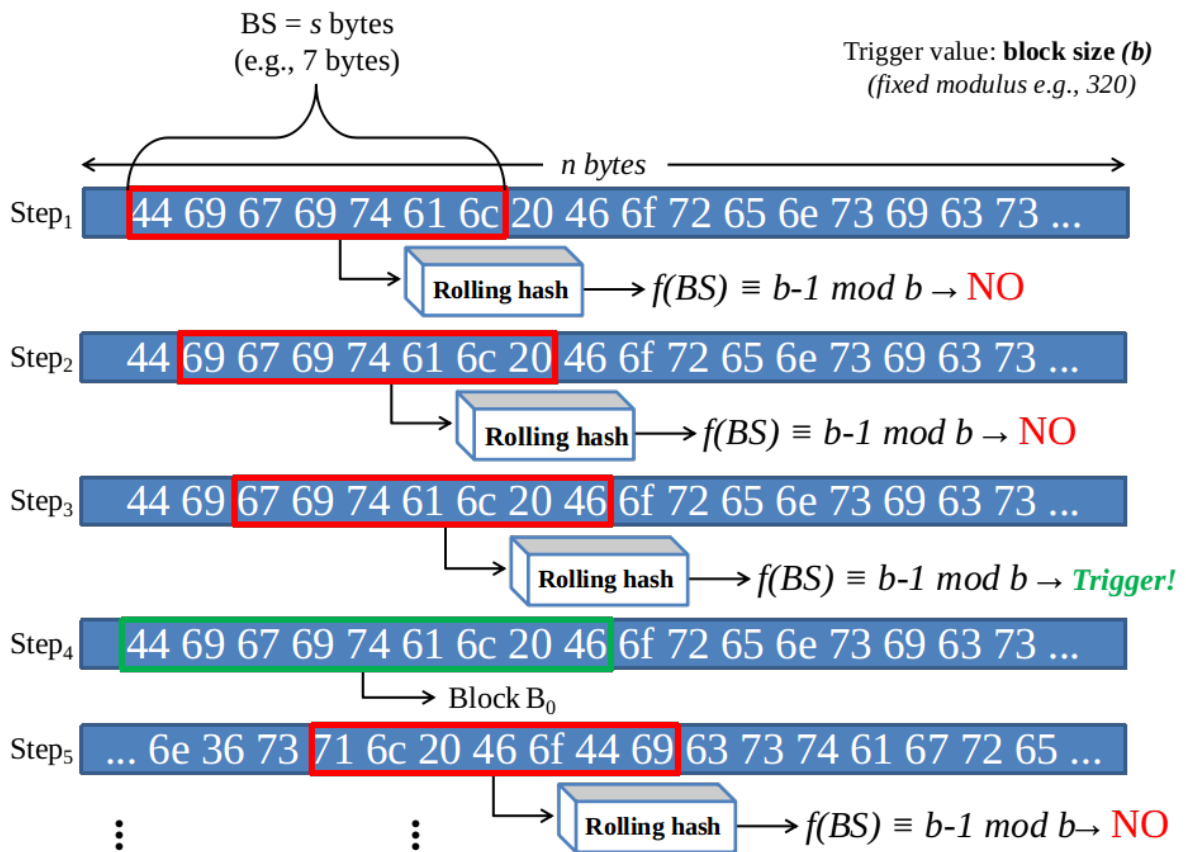 BS = s bytes
(e.g., 7 bytes)
Trigger value: block size (b)
(fixed modulus e.g., 320)
n bytes
Step₁ 44 69 67 69 74 61 6c 20 46 6f 72 65 6e 73 69 63 73 ...
Rolling hash f(BS) ≡ b-1 mod b → NO
Step₂ 44 69 67 69 74 61 6c 20 46 6f 72 65 6e 73 69 63 73 ...
Rolling hash f(BS) ≡ b-1 mod b → NO
Step₃ 44 69 67 69 74 61 6c 20 46 6f 72 65 6e 73 69 63 73 ...
Rolling hash f(BS) ≡ b-1 mod b → Trigger!
Step₄ 44 69 67 69 74 61 6c 20 46 6f 72 65 6e 73 69 63 73 ...
Block B₀
Step₅ ... 6e 36 73 71 6c 20 46 6f 44 69 63 73 74 61 67 72 65 ...
Rolling hash f(BS) ≡ b-1 mod b → NO